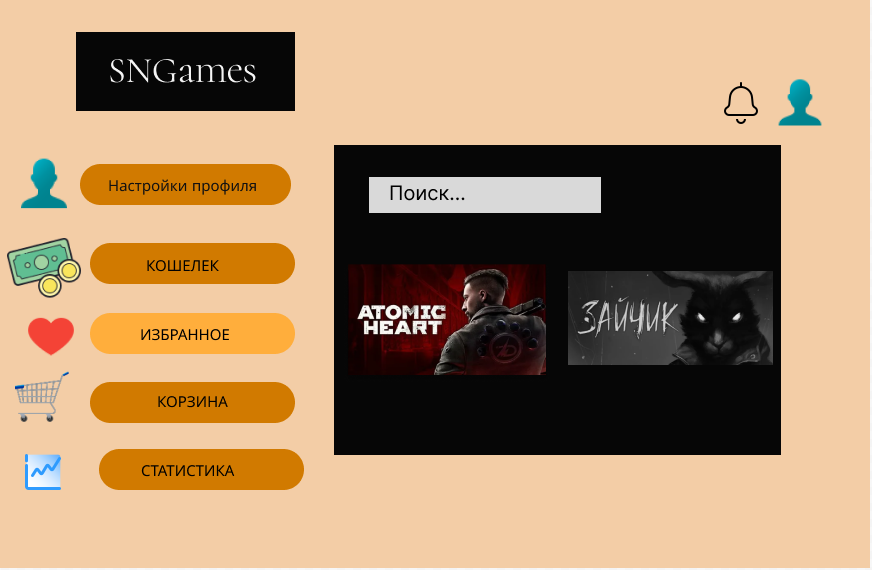 SNGames
Настройки профиля
КОШЕЛЕК
ИЗБРАННОЕ
КОРЗИНА
СТАТИСТИКА
Поиск...
ATOMIC
HEART
ЗАЙЧИК